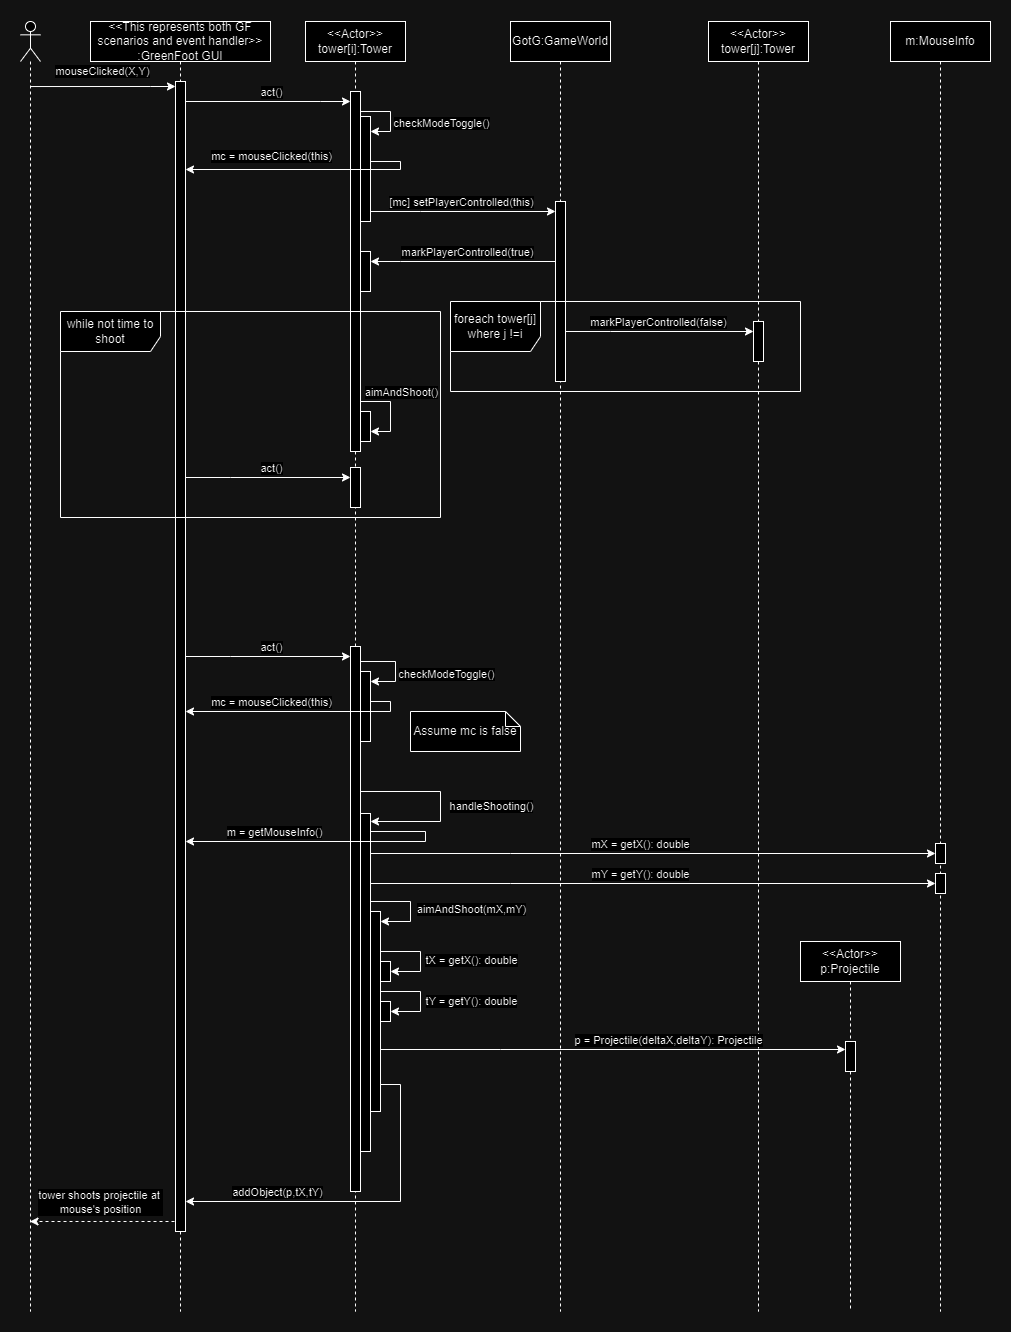 <<This represents both GF
scenarios and event handler>>
:GreenFoot GUI
<<Actor>>
tower[i]:Tower
GotG:GameWorld
<<Actor>>
tower[j]:Tower
m:MouseInfo
mouseClicked(X,Y)
act()
checkModeToggle()
mc = mouseClicked(this)
[mc] setPlayerControlled(this)
markPlayerControlled(true)
while not time to
shoot
foreach tower[j]
where j !=i
markPlayerControlled(false)
aimAndShoot()
act()
act()
checkModeToggle()
mc = mouseClicked(this)
Assume mc is false
handleShooting()
m = getMouseInfo()
mX = getX(): double
mY = getY(): double
aimAndShoot(mX,mY)
<<Actor>>
p:Projectile
tX = getX(): double
tY = getY(): double
p = Projectile(deltaX,deltaY): Projectile
addObject(p,tX,tY)
tower shoots projectile at
mouse's position